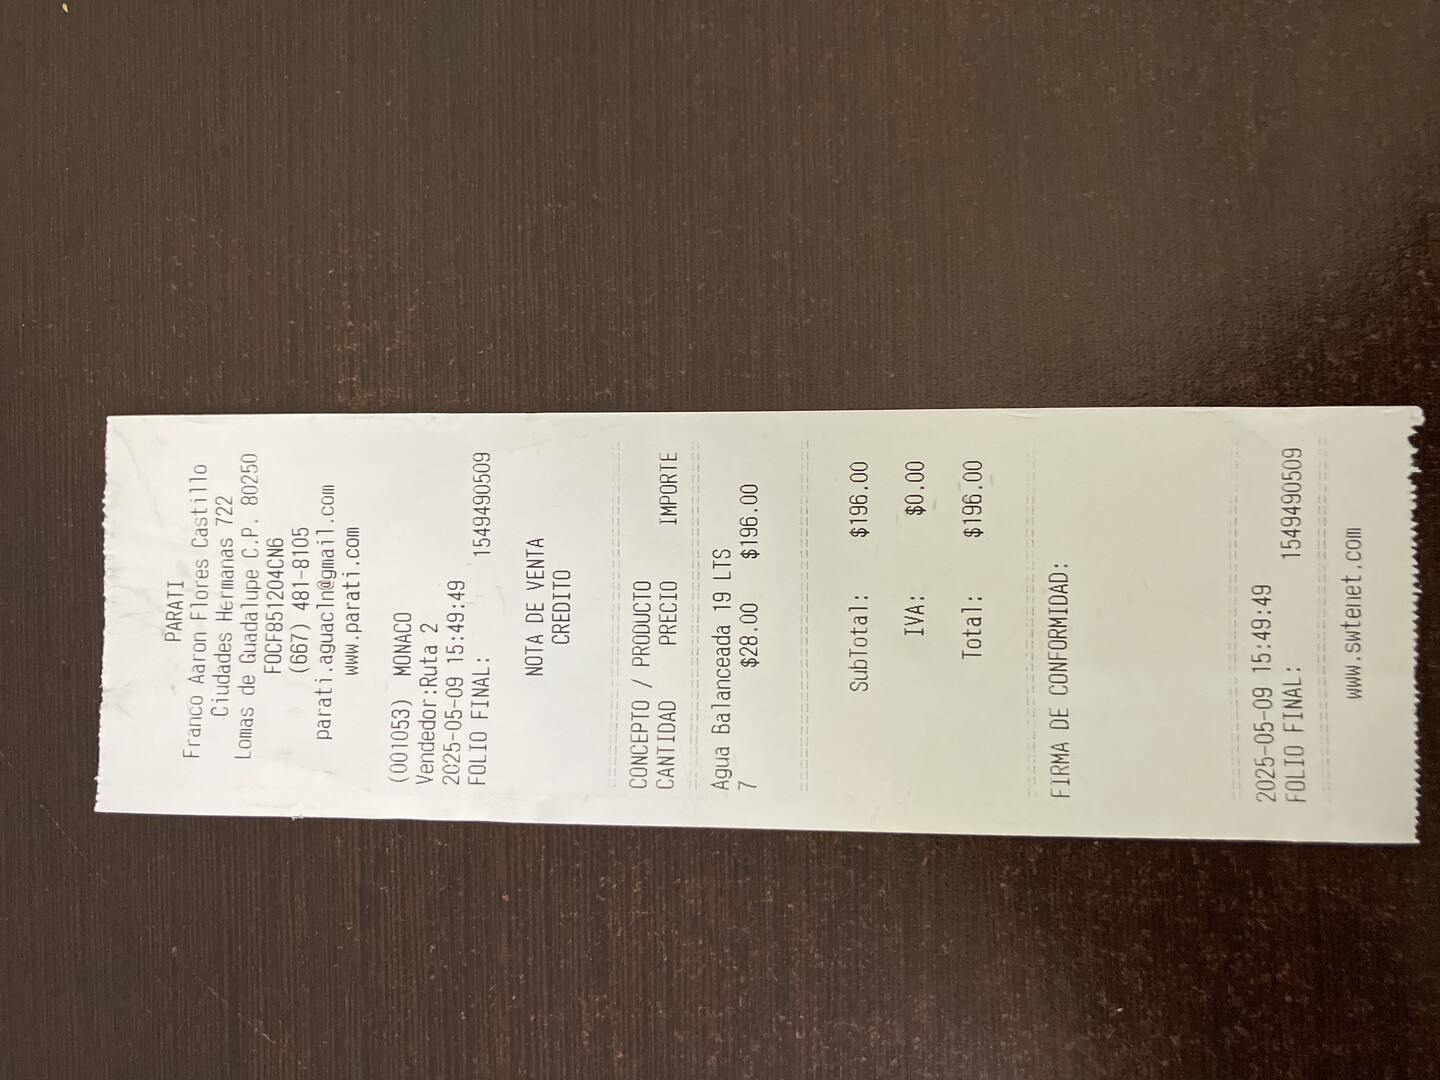 PARATI
Franco Aaron Flores Castillo
Ciudades Hermanas 722
Lomas de Guadalupe C.P. 80250
FOCF851204CN6
(667) 481-8105
parati.aguacln@gmail.com
www.parati.com
(001053) MONACO
Vendedor:Ruta 2
2025-05-09 15:49:49
FOLIO FINAL: 1549490509
NOTA DE VENTA
CREDITO
CONCEPTO / PRODUCTO
CANTIDAD PRECIO IMPORTE
Agua Balanceada 19 LTS
7 $28.00 $196.00
SubTotal: $196.00
IVA: $0.00
Total: $196.00
FIRMA DE CONFORMIDAD:
2025-05-09 15:49:49
FOLIO FINAL: 1549490509
www.swtenet.com